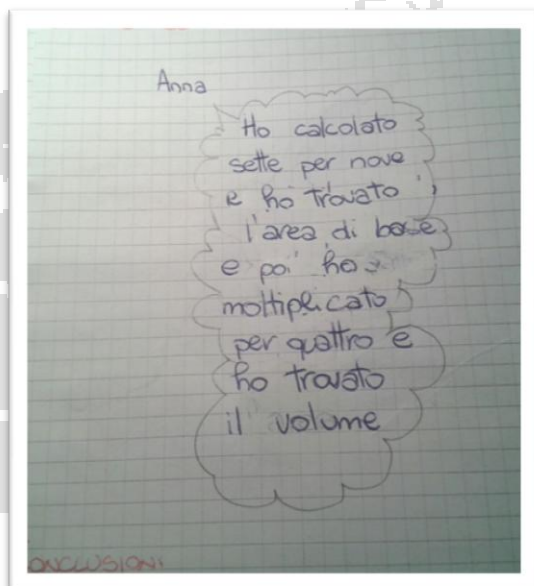 Anna
Ho calcolato
sette per nove
e ho trovato
l'area di base
e poi ho
moltiplicato
per quattro e
ho trovato
il volume
ONCLUSIONI